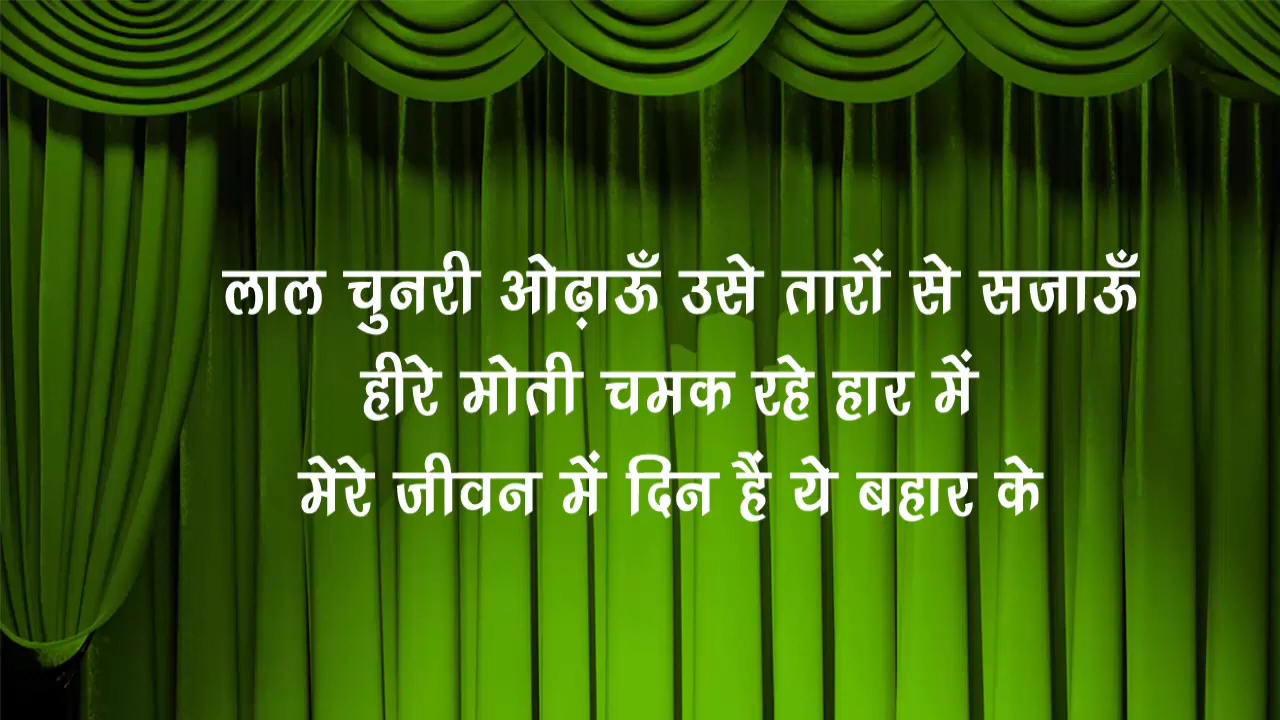 लाल चुनरी ओढ़ाऊँ उसे तारों से सजाऊँ
हीरे मोती चमक रहे हार में
मेरे जीवन में दिन हैं ये बहार के